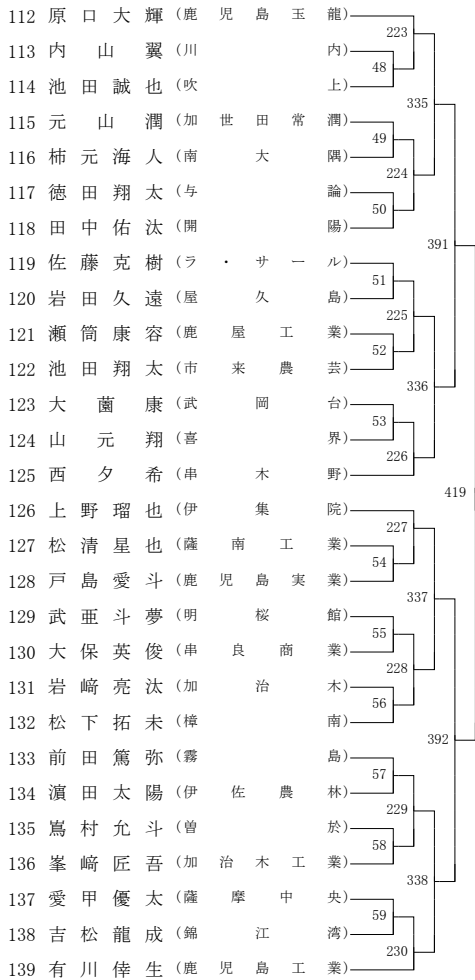 112 原口大輝 (鹿児島玉龍)
223
113 内山翼 (川内)
48
114 池田誠也 (吹上)
335
115 元山潤 (加世田常潤)
49
116 柿元海人 (南大隅)
224
117 徳田翔太 (与論)
50
118 田中佑汰 (開陽)
391
119 佐藤克樹 (ラ・サール)
51
120 岩田久遠 (屋久島)
225
121 瀬筒康容 (鹿屋工業)
52
122 池田翔太 (市来農芸)
336
123 大薗康 (武岡台)
53
124 山元翔 (喜界)
226
125 西夕希 (串木野)
419
126 上野瑠也 (伊集院)
227
127 松清星也 (薩南工業)
54
128 戸島愛斗 (鹿児島実業)
337
129 武亜斗夢 (明桜館)
55
130 大保英俊 (串良商業)
228
131 岩﨑亮汰 (加治木)
56
132 松下拓未 (樟南)
392
133 前田篤弥 (霧島)
57
134 濵田太陽 (伊佐農林)
229
135 嶌村允斗 (曽於)
58
136 峯﨑匠吾 (加治木工業)
338
137 愛甲優太 (薩摩中央)
59
138 吉松龍成 (錦江湾)
230
139 有川倖生 (鹿児島工業)